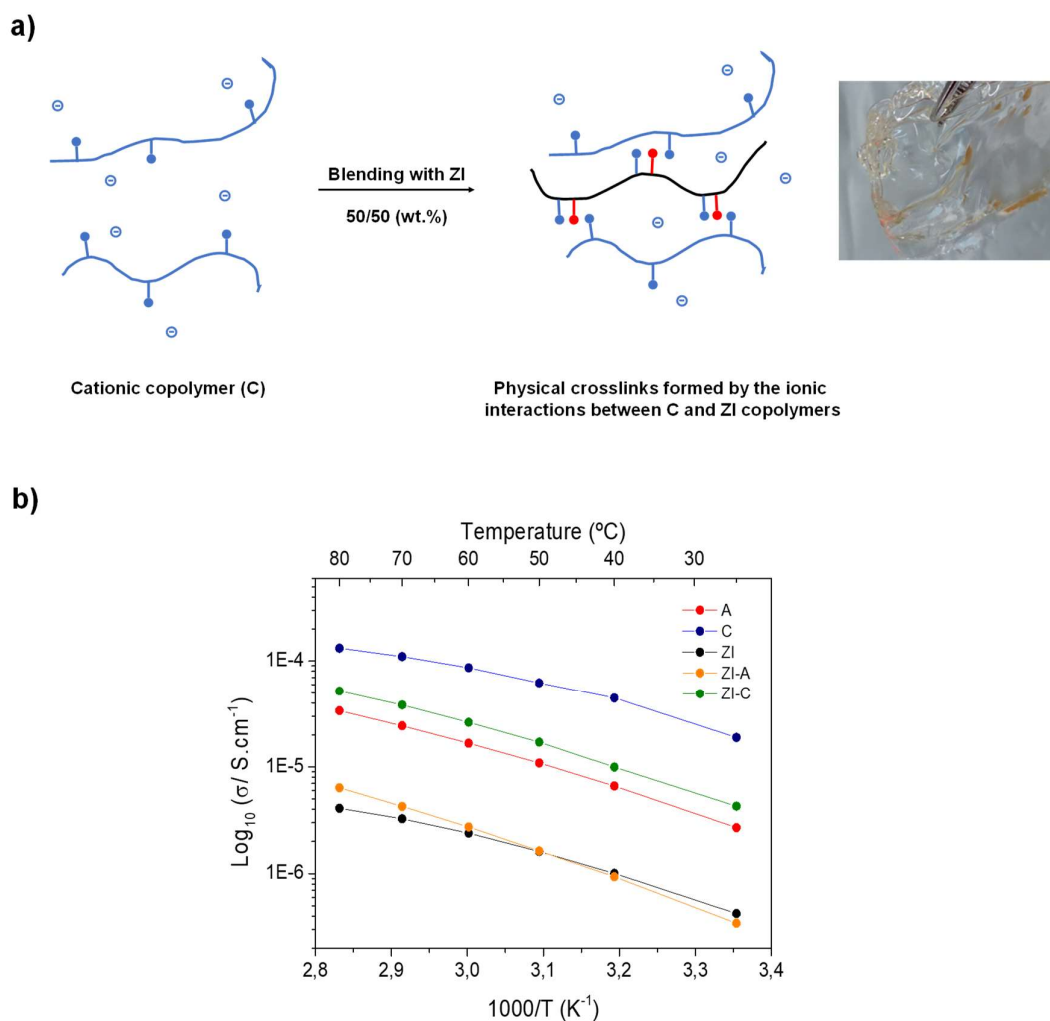 a)
Blending with ZI
50/50 (wt.%)
Cationic copolymer (C)
Physical crosslinks formed by the ionic
interactions between C and ZI copolymers
b)
Temperature (ºC)
80 70 60 50 40 30
A
C
ZI
ZI-A
ZI-C
1E-4
1E-5
1E-6
Log₁₀ (σ/ S.cm⁻¹)
2,8 2,9 3,0 3,1 3,2 3,3 3,4
1000/T (K⁻¹)